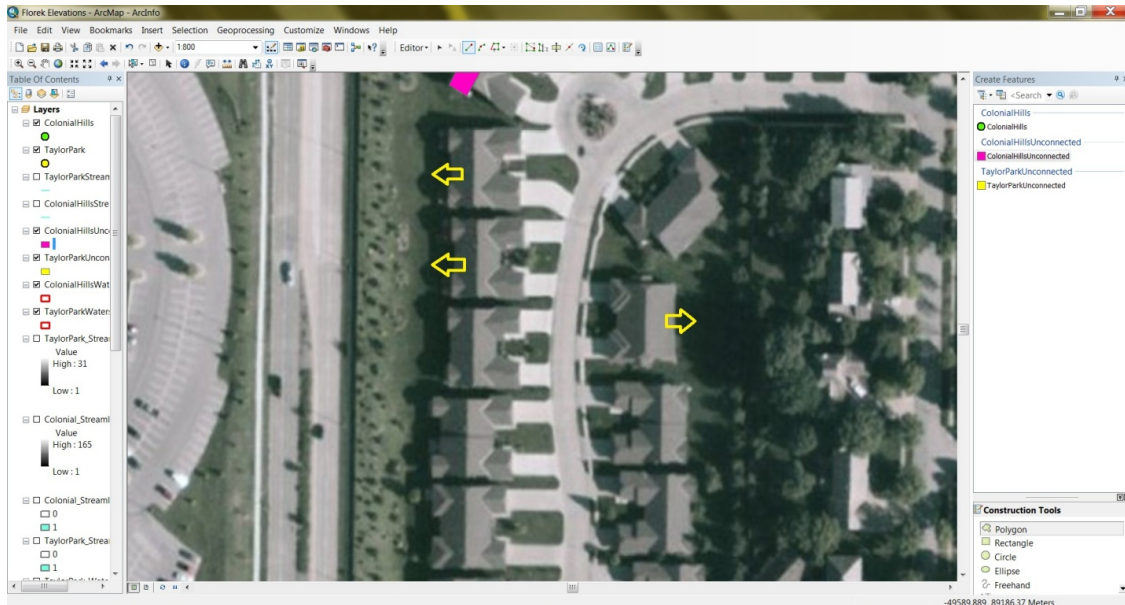 Florek Elevations - ArcMap - ArcInfo
File Edit View Bookmarks Insert Selection Geoprocessing Customize Windows Help
1:800
Editor
Table Of Contents
Layers
ColonialHills
TaylorPark
TaylorParkStream
ColonialHillsStre
ColonialHillsUnco
TaylorParkUncon
ColonialHillsWat
TaylorParkWater
TaylorPark_Strea
Value
High : 31
Low : 1
Colonial_Streaml
Value
High : 165
Low : 1
Colonial_Streaml
0
1
TaylorPark_Strea
0
1
Create Features
<Search
ColonialHills
ColonialHills
ColonialHillsUnconnected
ColonialHillsUnconnected
TaylorParkUnconnected
TaylorParkUnconnected
Construction Tools
Polygon
Rectangle
Circle
Ellipse
Freehand
-49589.889 89186.37 Meters